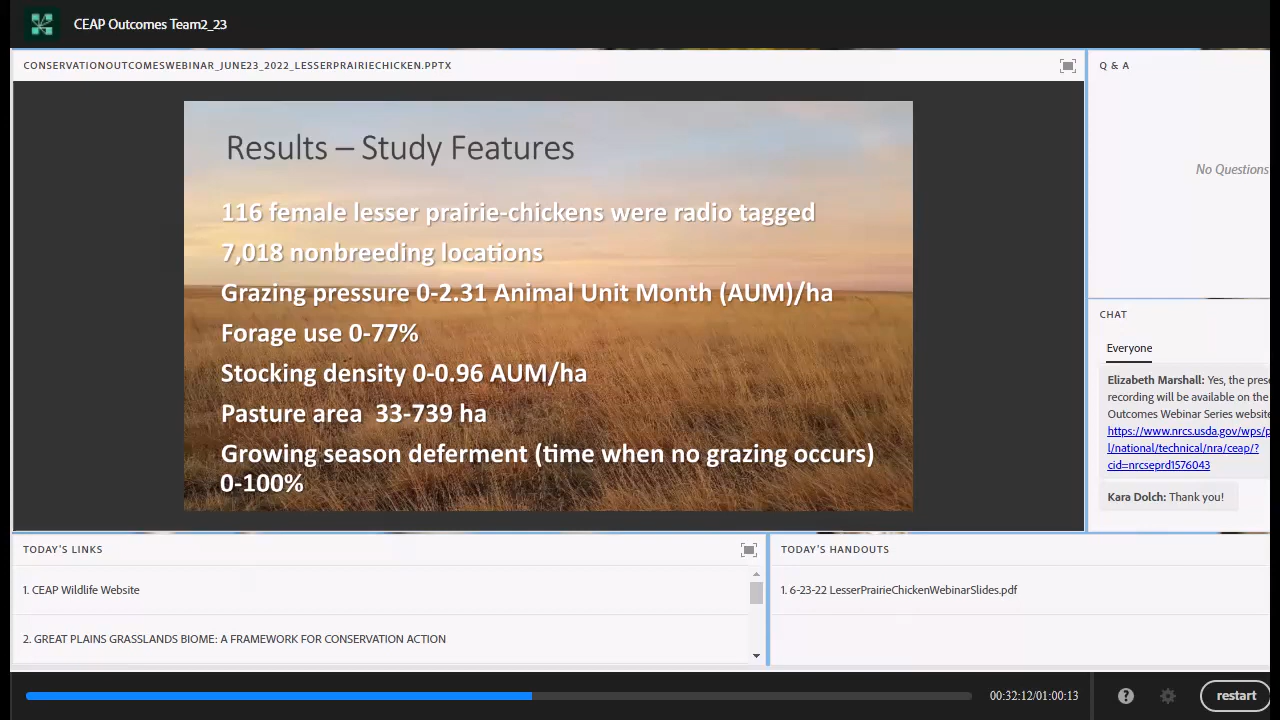 CEAP Outcomes Team2_23
CONSERVATIONOUTCOMESWEBINAR_JUNE23_2022_LESSERPRAIRIECHICKEN.PPTX
Results – Study Features
116 female lesser prairie-chickens were radio tagged
7,018 nonbreeding locations
Grazing pressure 0-2.31 Animal Unit Month (AUM)/ha
Forage use 0-77%
Stocking density 0-0.96 AUM/ha
Pasture area  33-739 ha
Growing season deferment (time when no grazing occurs)
0-100%
Q & A
No Questions
CHAT
Everyone
Elizabeth Marshall: Yes, the prese
recording will be available on the
Outcomes Webinar Series website
https://www.nrcs.usda.gov/wps/p
l/national/technical/nra/ceap/?
cid=nrcseprd1576043
Kara Dolch: Thank you!
TODAY'S LINKS
1. CEAP Wildlife Website
2. GREAT PLAINS GRASSLANDS BIOME: A FRAMEWORK FOR CONSERVATION ACTION
TODAY'S HANDOUTS
1. 6-23-22 LesserPrairieChickenWebinarSlides.pdf
00:32:12/01:00:13
?
restart